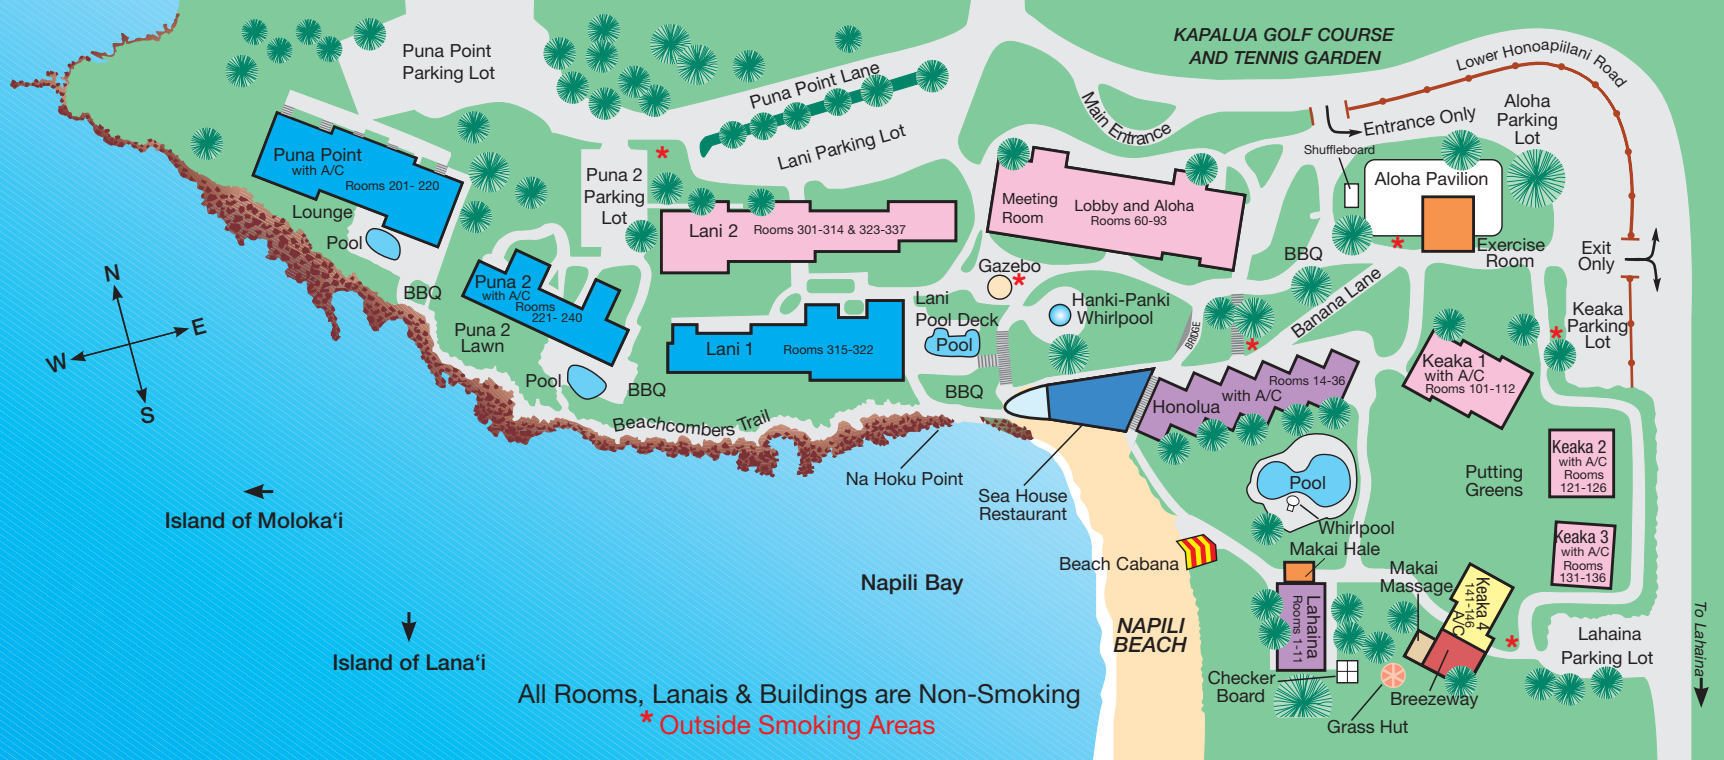 KAPALUA GOLF COURSE
AND TENNIS GARDEN
Lower Honoapiilani Road
Puna Point
Parking Lot
Puna Point Lane
Main Entrance
Entrance Only
Aloha
Parking
Lot
Lani Parking Lot
Shuffleboard
Puna Point
with A/C
Rooms 201- 220
Puna 2
Parking
Lot
Aloha Pavilion
Meeting
Room
Lobby and Aloha
Rooms 60-93
Lounge
Pool
Lani 2
Rooms 301-314 & 323-337
Exercise
Room
Exit
Only
BBQ
Gazebo
N
E
W
S
BBQ
Puna 2
with A/C
Rooms
221- 240
Lani
Pool Deck
Pool
Hanki-Panki
Whirlpool
BRIDGE
Banana Lane
Keaka
Parking
Lot
Puna 2
Lawn
Lani 1
Rooms 315-322
Keaka 1
with A/C
Rooms 101-112
Pool
BBQ
BBQ
Honolua
Rooms 14-36
with A/C
Beachcombers Trail
Na Hoku Point
Sea House
Restaurant
Pool
Whirlpool
Putting
Greens
Keaka 2
with A/C
Rooms
121-126
Island of Moloka‘i
Makai Hale
Beach Cabana
Keaka 3
with A/C
Rooms
131-136
Napili Bay
Makai
Massage
Keaka 4
141-146
A/C
Lahaina
Rooms 1-11
NAPILI
BEACH
Island of Lana‘i
Lahaina
Parking Lot
To Lahaina
Checker
Board
Breezeway
Grass Hut
All Rooms, Lanais & Buildings are Non-Smoking
* Outside Smoking Areas